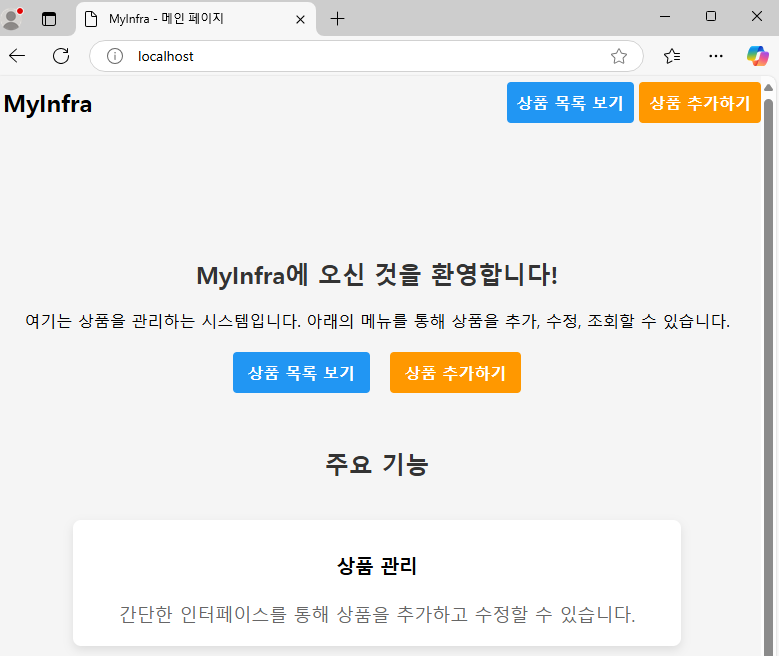 MyInfra - 메인 페이지
localhost
MyInfra
상품 목록 보기 상품 추가하기
MyInfra에 오신 것을 환영합니다!
여기는 상품을 관리하는 시스템입니다. 아래의 메뉴를 통해 상품을 추가, 수정, 조회할 수 있습니다.
상품 목록 보기 상품 추가하기
주요 기능
상품 관리
간단한 인터페이스를 통해 상품을 추가하고 수정할 수 있습니다.